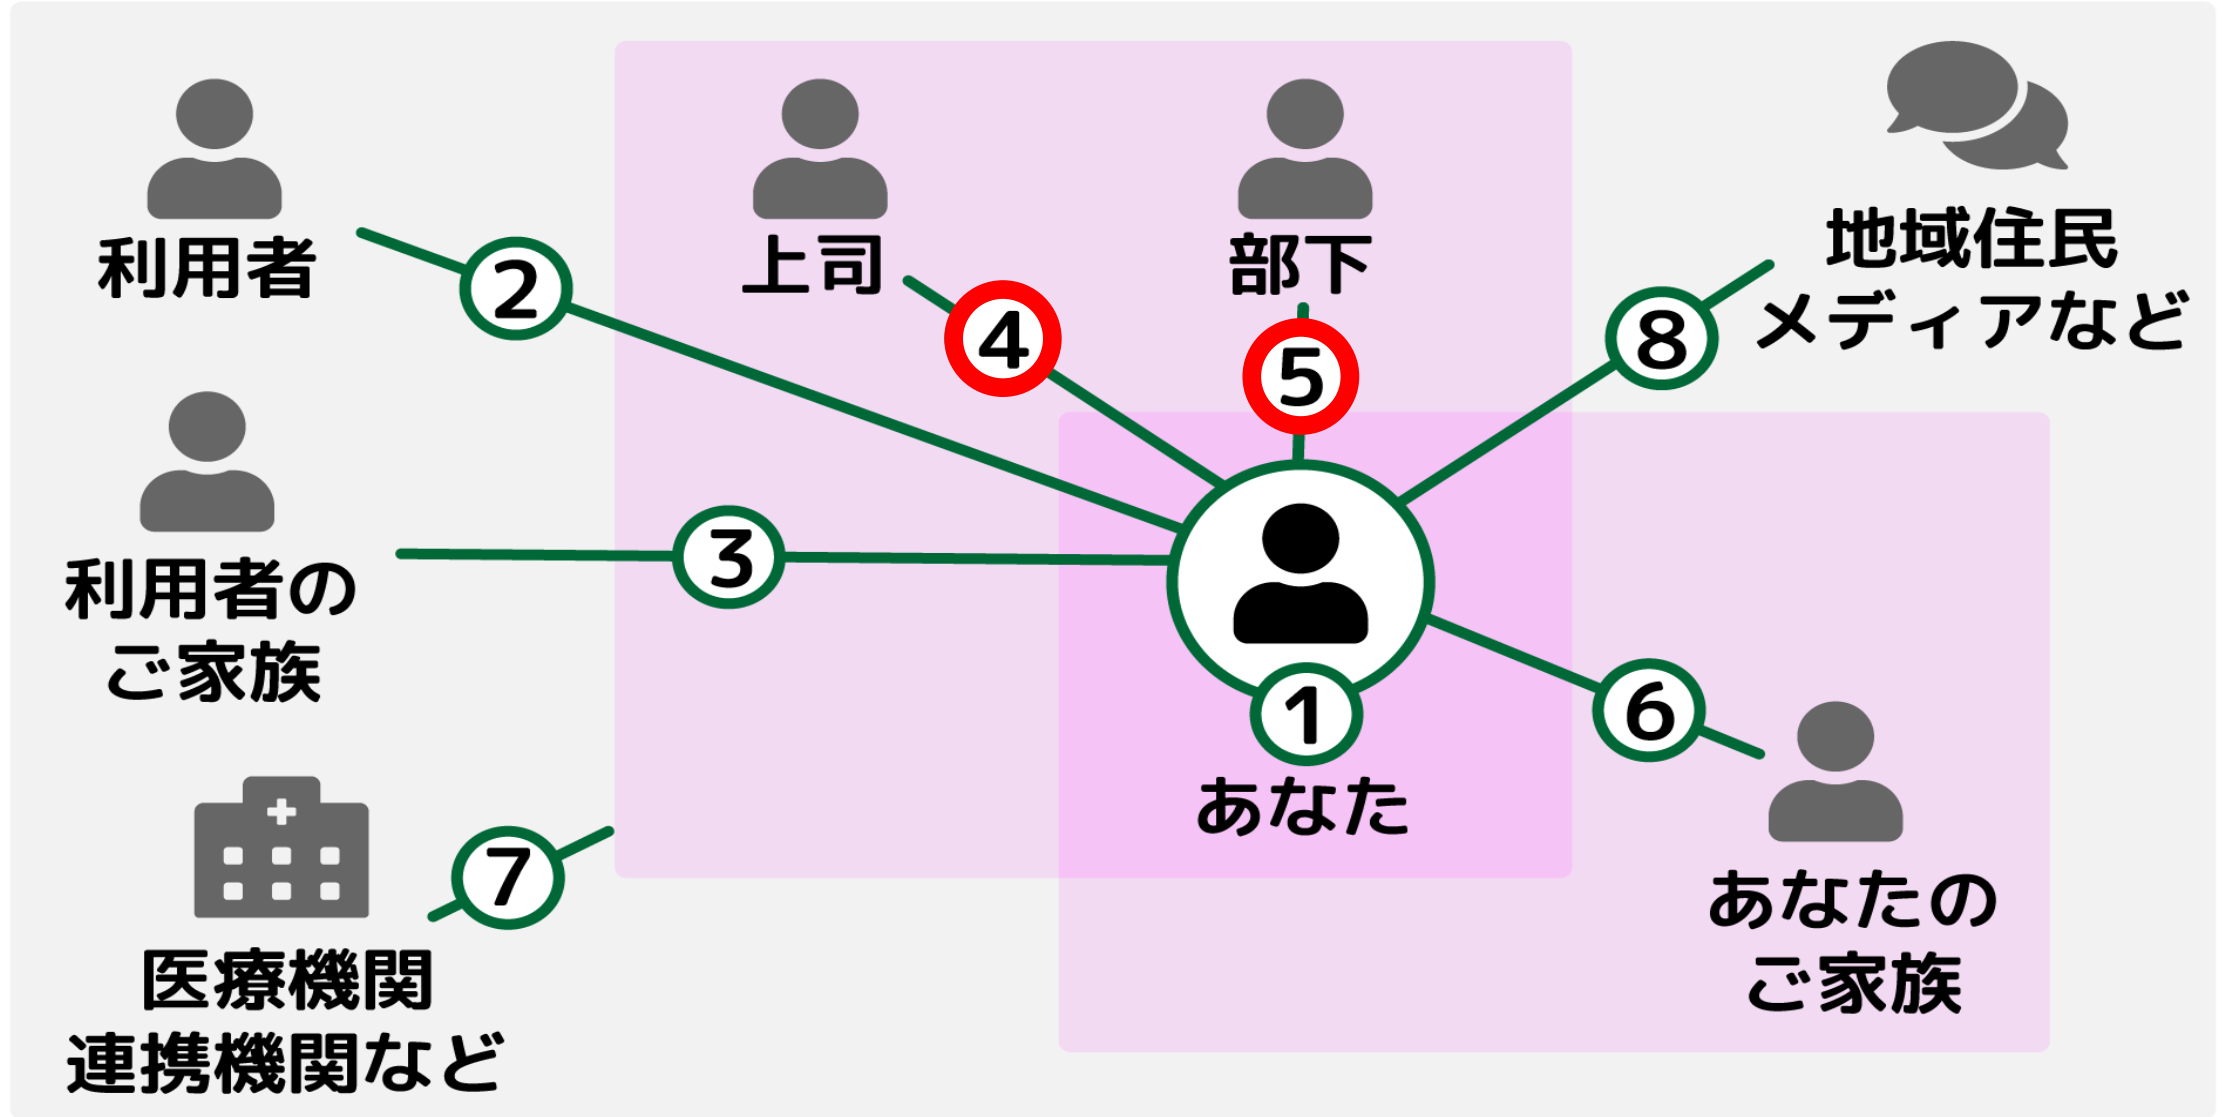 利用者
2
上司
4
部下
5
8
地域住民
メディアなど
利用者の
ご家族
3
1
あなた
6
あなたの
ご家族
7
医療機関
連携機関など